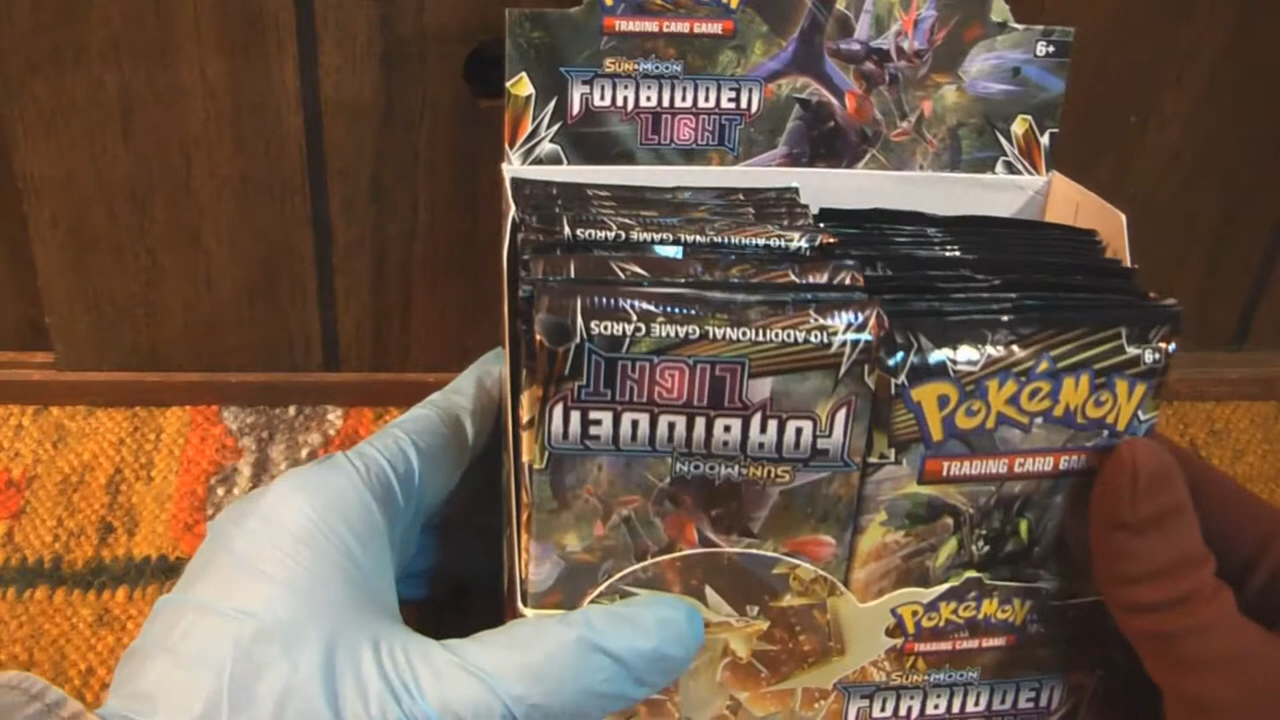 TRADING CARD GAME
6+
SUN & MOON
FORBIDDEN
LIGHT
10 ADDITIONAL GAME CARDS
10 ADDITIONAL GAME CARDS
FORBIDDEN
LIGHT
SUN & MOON
6+
POKéMON
TRADING CARD GA
POKéMON
TRADING CARD GAME
SUN & MOON
FORBIDDEN